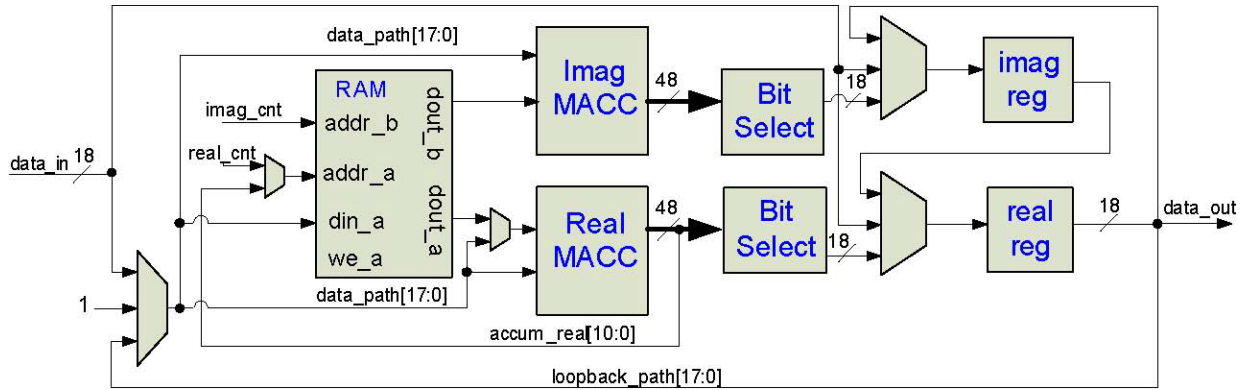 data_path[17:0]
Imag
MACC
48
Bit
Select
18
imag
reg
RAM
dout_b
imag_cnt
addr_b
data_in
18
real_cnt
addr_a
dout_a
din_a
we_a
Real
MACC
48
Bit
Select
18
real
reg
18
data_out
1
data_path[17:0]
accum_real[10:0]
loopback_path[17:0]